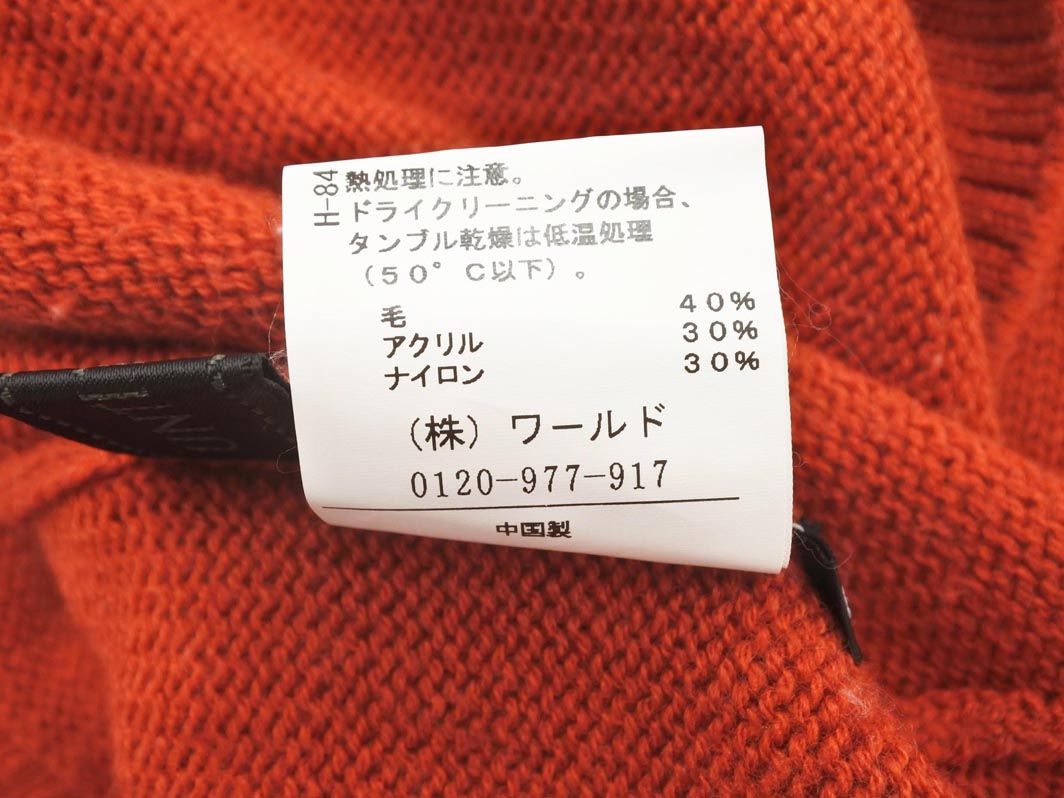 H-84
熱処理に注意。
ドライクリーニングの場合、
タンブル乾燥は低温処理
（50°C以下）。
毛 40%
アクリル 30%
ナイロン 30%
（株）ワールド
0120-977-917
中国製